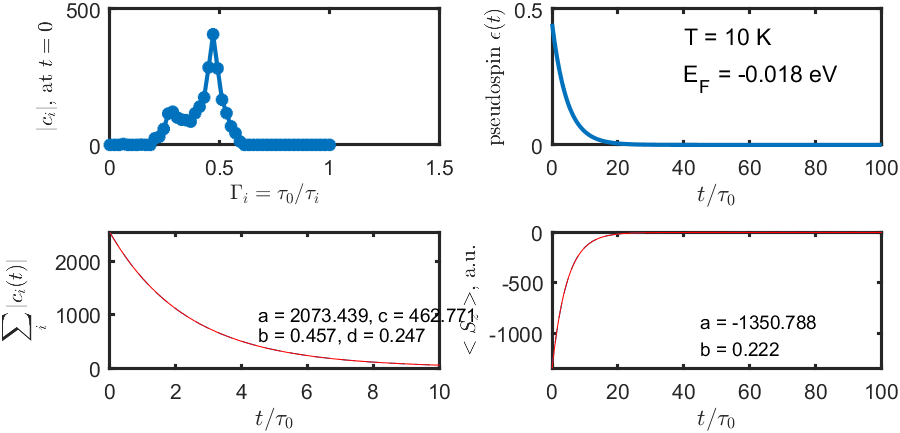 500
0
|c_i|, at t = 0
0 0.5 1 1.5
Γ_i = τ_0/τ_i
0.5
0
pseudospin ϵ(t)
T = 10 K
E_F = -0.018 eV
0 20 40 60 80 100
t/τ_0
2000
1000
0
∑_i |c_i(t)|
a = 2073.439, c = 462.771
b = 0.457, d = 0.247
0 2 4 6 8 10
t/τ_0
0
-500
-1000
< S_z >, a.u.
a = -1350.788
b = 0.222
0 20 40 60 80 100
t/τ_0